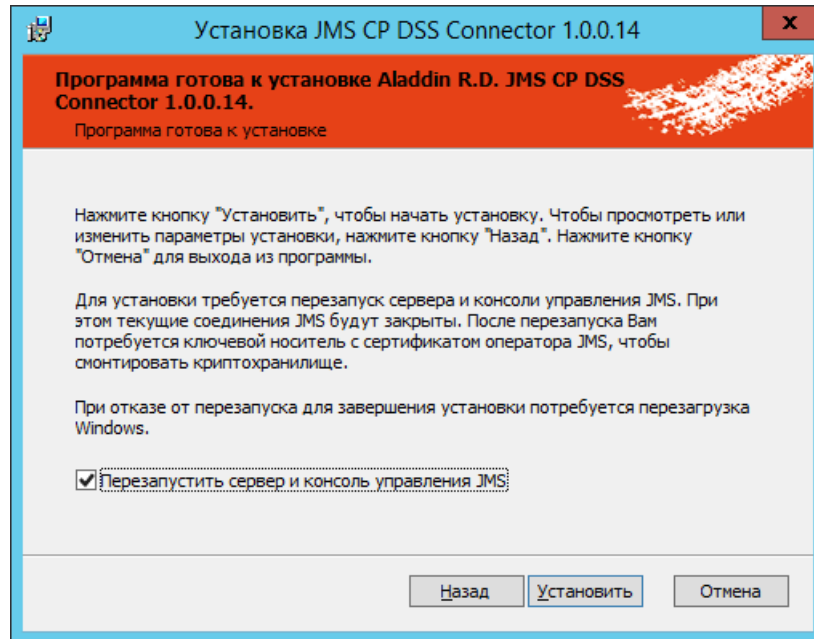 Установка JMS CP DSS Connector 1.0.0.14
x
Программа готова к установке Aladdin R.D. JMS CP DSS
Connector 1.0.0.14.
Программа готова к установке
Нажмите кнопку "Установить", чтобы начать установку. Чтобы просмотреть или
изменить параметры установки, нажмите кнопку "Назад". Нажмите кнопку
"Отмена" для выхода из программы.
Для установки требуется перезапуск сервера и консоли управления JMS. При
этом текущие соединения JMS будут закрыты. После перезапуска Вам
потребуется ключевой носитель с сертификатом оператора JMS, чтобы
смонтировать криптохранилище.
При отказе от перезапуска для завершения установки потребуется перезагрузка
Windows.
Перезапустить сервер и консоль управления JMS
Назад Установить Отмена